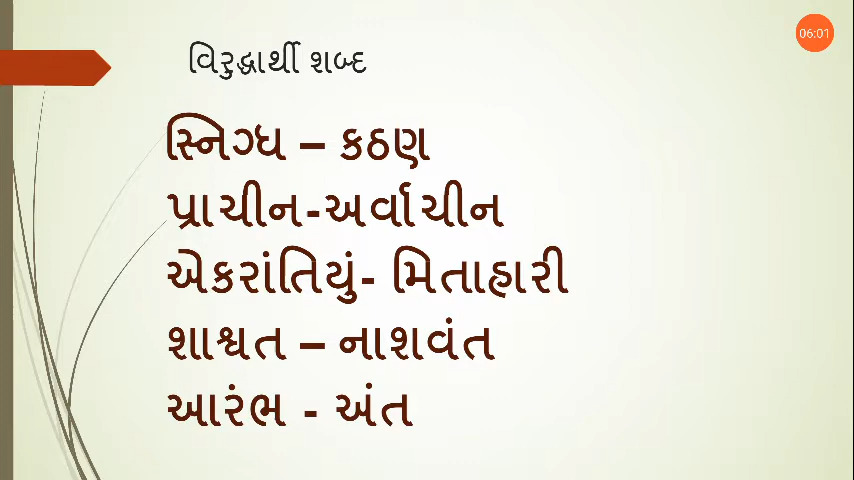 06:01
વિરુદ્ધાર્થી શબ્દ
સ્નિગ્ધ – કઠણ
પ્રાચીન-અર્વાચીન
એકરાંતિયું- મિતાહારી
શાશ્વત – નાશવંત
આરંભ - અંત